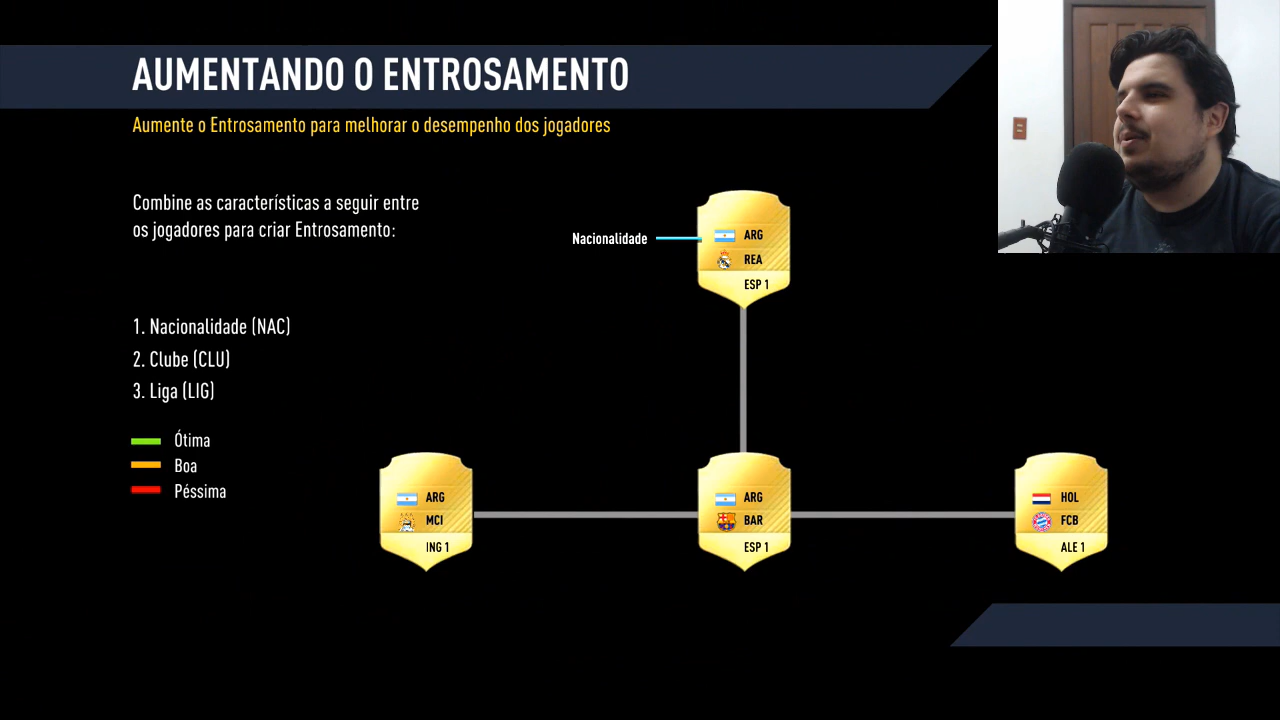 AUMENTANDO O ENTROSAMENTO
Aumente o Entrosamento para melhorar o desempenho dos jogadores
Combine as características a seguir entre
os jogadores para criar Entrosamento:
1. Nacionalidade (NAC)
2. Clube (CLU)
3. Liga (LIG)
Ótima
Boa
Péssima
Nacionalidade
ARG
REA
ESP 1
ARG
MCI
ING 1
ARG
BAR
ESP 1
HOL
FCB
ALE 1